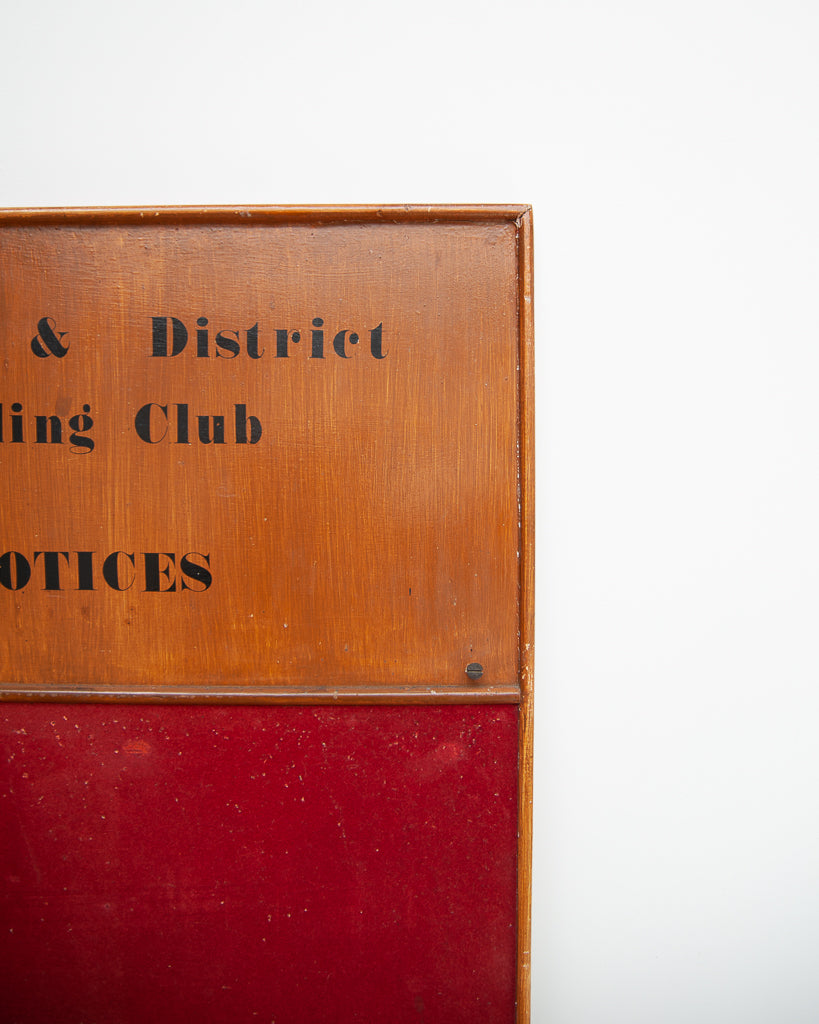 & District
ling Club
OTICES